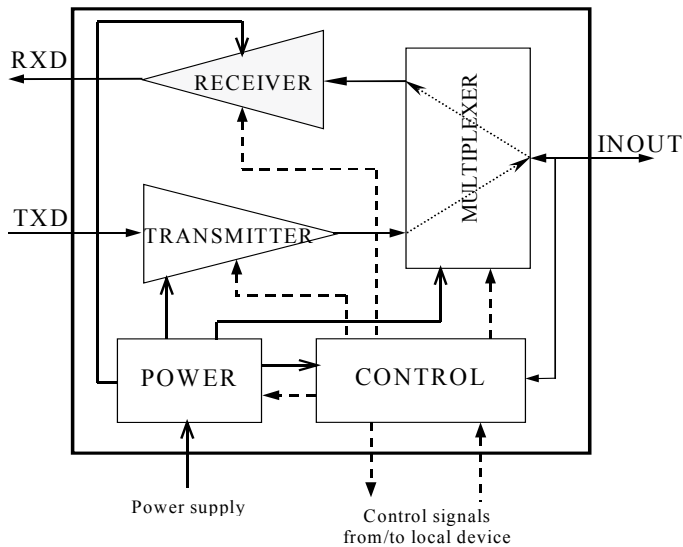 RXD
RECEIVER
MULTIPLEXER
INOUT
TXD
TRANSMITTER
POWER
CONTROL
Power supply
Control signals
from/to local device